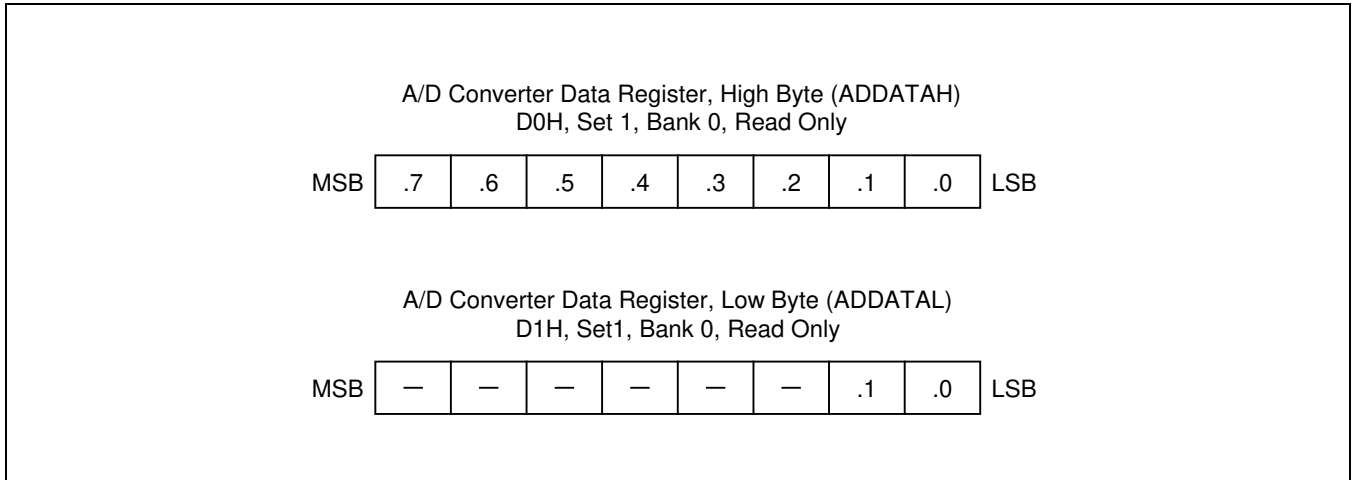 A/D Converter Data Register, High Byte (ADDATAH)
D0H, Set 1, Bank 0, Read Only
MSB .7 .6 .5 .4 .3 .2 .1 .0 LSB
A/D Converter Data Register, Low Byte (ADDATAL)
D1H, Set1, Bank 0, Read Only
MSB – – – – – – .1 .0 LSB